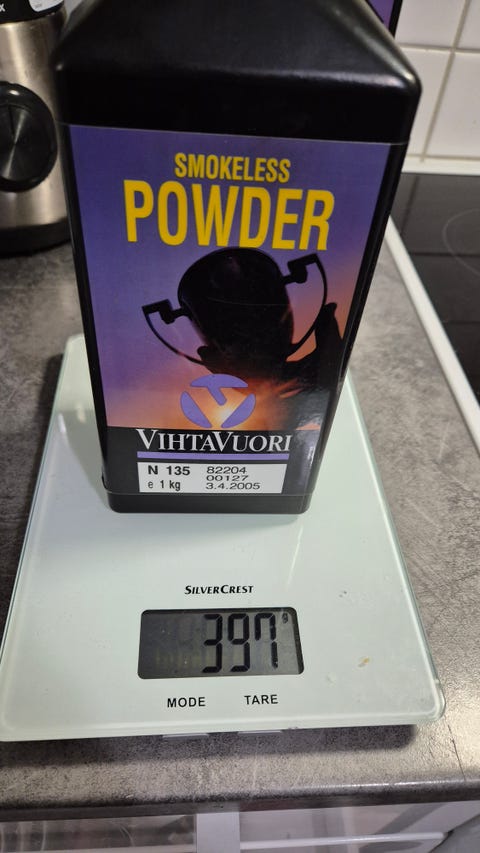 SMOKELESS
POWDER
VIHTAVUORI
N 135 82204
00127
e 1 kg 3.4.2005
SILVERCREST
397 g
MODE TARE